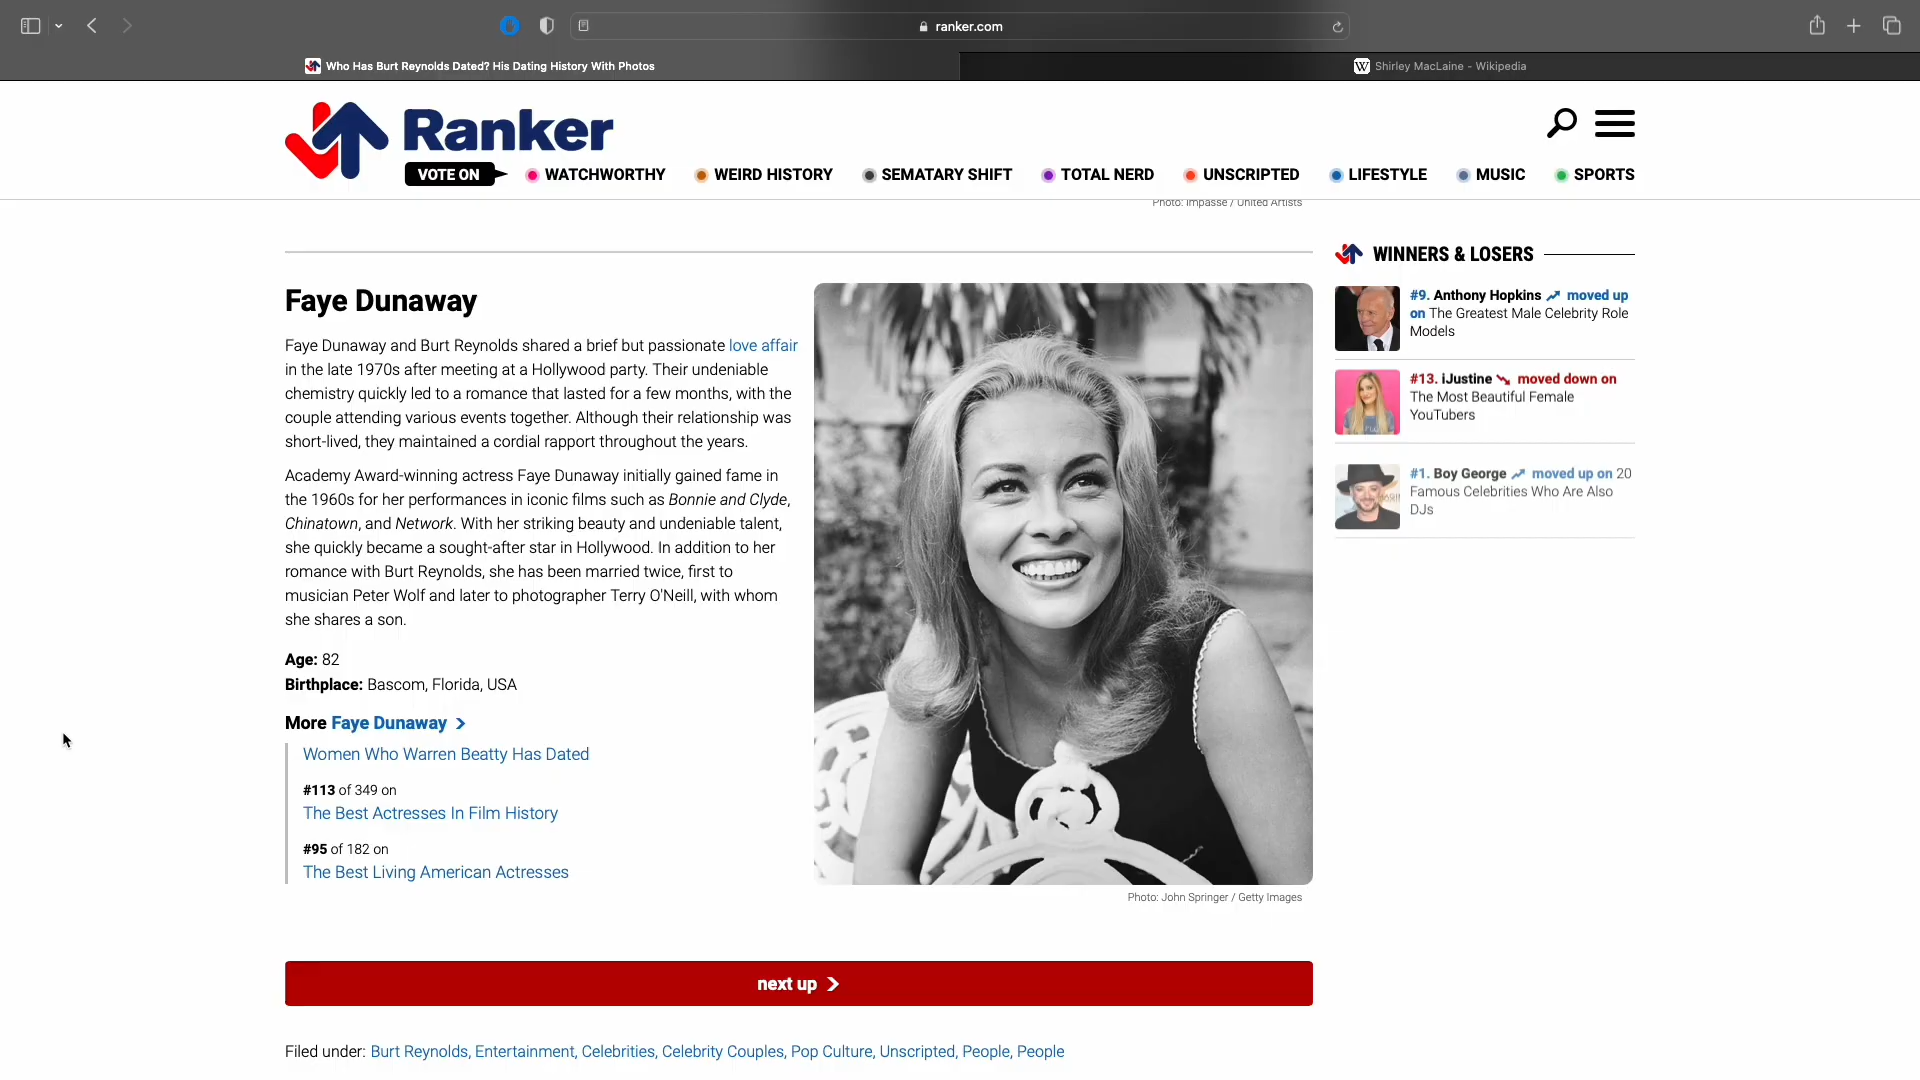 ranker.com
Who Has Burt Reynolds Dated? His Dating History With Photos
W Shirley MacLaine - Wikipedia
Ranker
VOTE ON
WATCHWORTHY
WEIRD HISTORY
SEMATARY SHIFT
TOTAL NERD
UNSCRIPTED
LIFESTYLE
MUSIC
SPORTS
Photo: Impasse / United Artists
Faye Dunaway
Faye Dunaway and Burt Reynolds shared a brief but passionate love affair
in the late 1970s after meeting at a Hollywood party. Their undeniable
chemistry quickly led to a romance that lasted for a few months, with the
couple attending various events together. Although their relationship was
short-lived, they maintained a cordial rapport throughout the years.
Academy Award-winning actress Faye Dunaway initially gained fame in
the 1960s for her performances in iconic films such as Bonnie and Clyde,
Chinatown, and Network. With her striking beauty and undeniable talent,
she quickly became a sought-after star in Hollywood. In addition to her
romance with Burt Reynolds, she has been married twice, first to
musician Peter Wolf and later to photographer Terry O'Neill, with whom
she shares a son.
Age: 82
Birthplace: Bascom, Florida, USA
More Faye Dunaway >
Women Who Warren Beatty Has Dated
#113 of 349 on
The Best Actresses In Film History
#95 of 182 on
The Best Living American Actresses
Photo: John Springer / Getty Images
WINNERS & LOSERS
#9. Anthony Hopkins moved up
on The Greatest Male Celebrity Role
Models
#13. iJustine moved down on
The Most Beautiful Female
YouTubers
#1. Boy George moved up on 20
Famous Celebrities Who Are Also
DJs
next up >
Filed under: Burt Reynolds, Entertainment, Celebrities, Celebrity Couples, Pop Culture, Unscripted, People, People